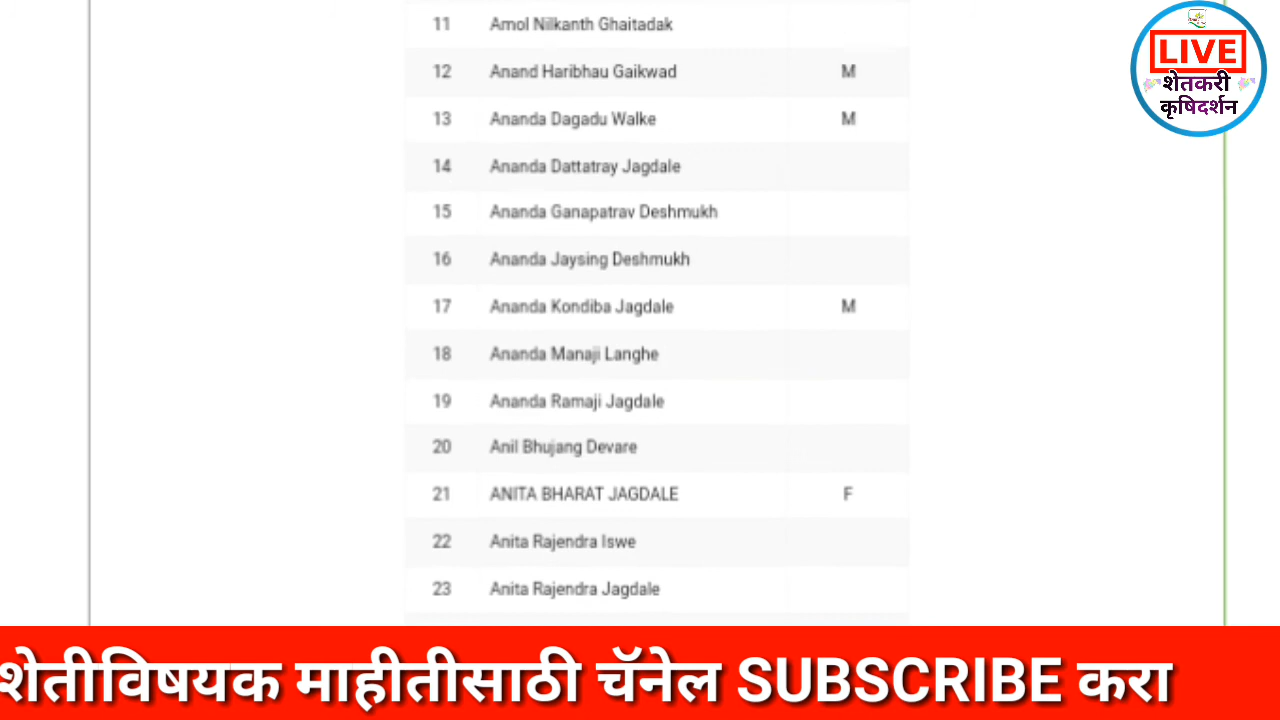 11 Amol Nilkanth Ghaitadak
12 Anand Haribhau Gaikwad M
13 Ananda Dagadu Walke M
14 Ananda Dattatray Jagdale
15 Ananda Ganapatrav Deshmukh
16 Ananda Jaysing Deshmukh
17 Ananda Kondiba Jagdale M
18 Ananda Manaji Langhe
19 Ananda Ramaji Jagdale
20 Anil Bhujang Devare
21 ANITA BHARAT JAGDALE F
22 Anita Rajendra Iswe
23 Anita Rajendra Jagdale
LIVE
शेतकरी
कृषिदर्शन
शेतीविषयक माहीतीसाठी चॅनेल SUBSCRIBE करा